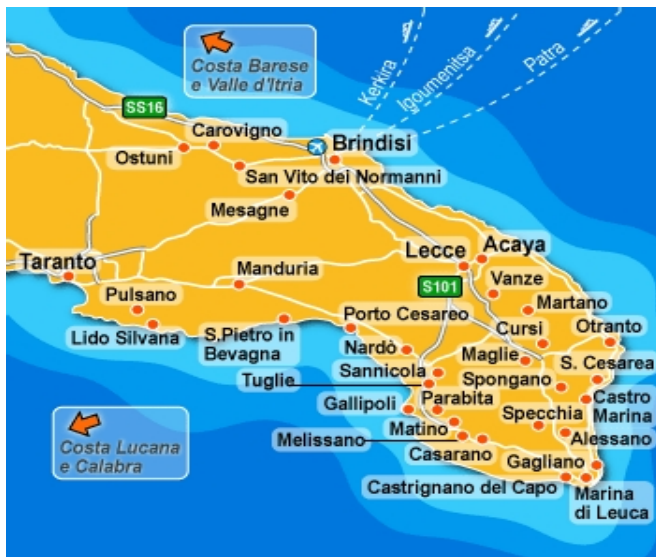 Costa Barese
e Valle d'Itria
Kerkira
Igoumenitsa
Patra
SS16
Carovigno
Ostuni
Brindisi
San Vito dei Normanni
Mesagne
Taranto
Lecce
Acaya
Manduria
S101
Vanze
Pulsano
Martano
Lido Silvana
S.Pietro in
Bevagna
Porto Cesareo
Cursi
Otranto
Nardò
Maglie
S. Cesarea
Sannicola
Tuglie
Spongano
Gallipoli
Parabita
Castro
Marina
Specchia
Matino
Melissano
Alessano
Costa Lucana
e Calabra
Casarano
Gagliano
Castrignano del Capo
Marina
di Leuca